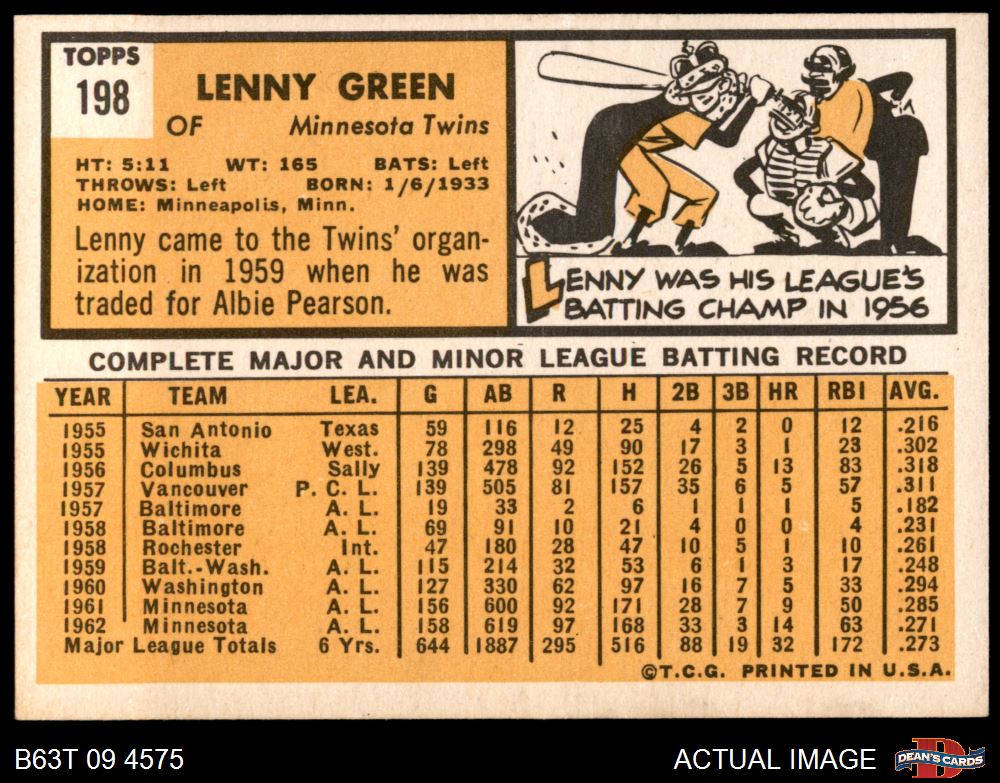 TOPPS
198
LENNY GREEN
OF Minnesota Twins
HT: 5:11 WT: 165 BATS: Left
THROWS: Left BORN: 1/6/1933
HOME: Minneapolis, Minn.
Lenny came to the Twins' organ-
ization in 1959 when he was
traded for Albie Pearson.
LENNY WAS HIS LEAGUE'S
BATTING CHAMP IN 1956
COMPLETE MAJOR AND MINOR LEAGUE BATTING RECORD
YEAR TEAM LEA. G AB R H 2B 3B HR RBI AVG.
1955 San Antonio Texas 59 116 12 25 4 2 0 12 .216
1955 Wichita West. 78 298 49 90 17 3 1 23 .302
1956 Columbus Sally 139 478 92 152 26 5 13 83 .318
1957 Vancouver P. C. L. 139 505 81 157 35 6 5 57 .311
1957 Baltimore A. L. 19 33 2 6 1 1 1 5 .182
1958 Baltimore A. L. 69 91 10 21 4 0 0 4 .231
1958 Rochester Int. 47 180 28 47 10 5 1 10 .261
1959 Balt.-Wash. A. L. 115 214 32 53 6 1 3 17 .248
1960 Washington A. L. 127 330 62 97 16 7 5 33 .294
1961 Minnesota A. L. 156 600 92 171 28 7 9 50 .285
1962 Minnesota A. L. 158 619 97 168 33 3 14 63 .271
Major League Totals 6 Yrs. 644 1887 295 516 88 19 32 172 .273
©T.C.G. PRINTED IN U.S.A.
B63T 09 4575
ACTUAL IMAGE
D
DEAN'S CARDS